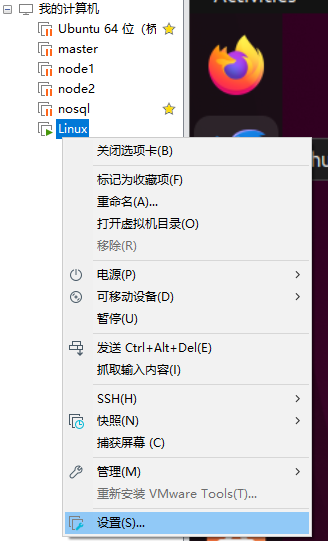 我的计算机
Activities
Ubuntu 64 位（桥
master
node1
node2
nosql
Linux
关闭选项卡(B)
标记为收藏项(F)
重命名(A)...
打开虚拟机目录(O)
移除(R)
电源(P)
可移动设备(D)
暂停(U)
发送 Ctrl+Alt+Del(E)
抓取输入内容(I)
SSH(H)
快照(N)
捕获屏幕 (C)
管理(M)
重新安装 VMware Tools(T)...
设置(S)...